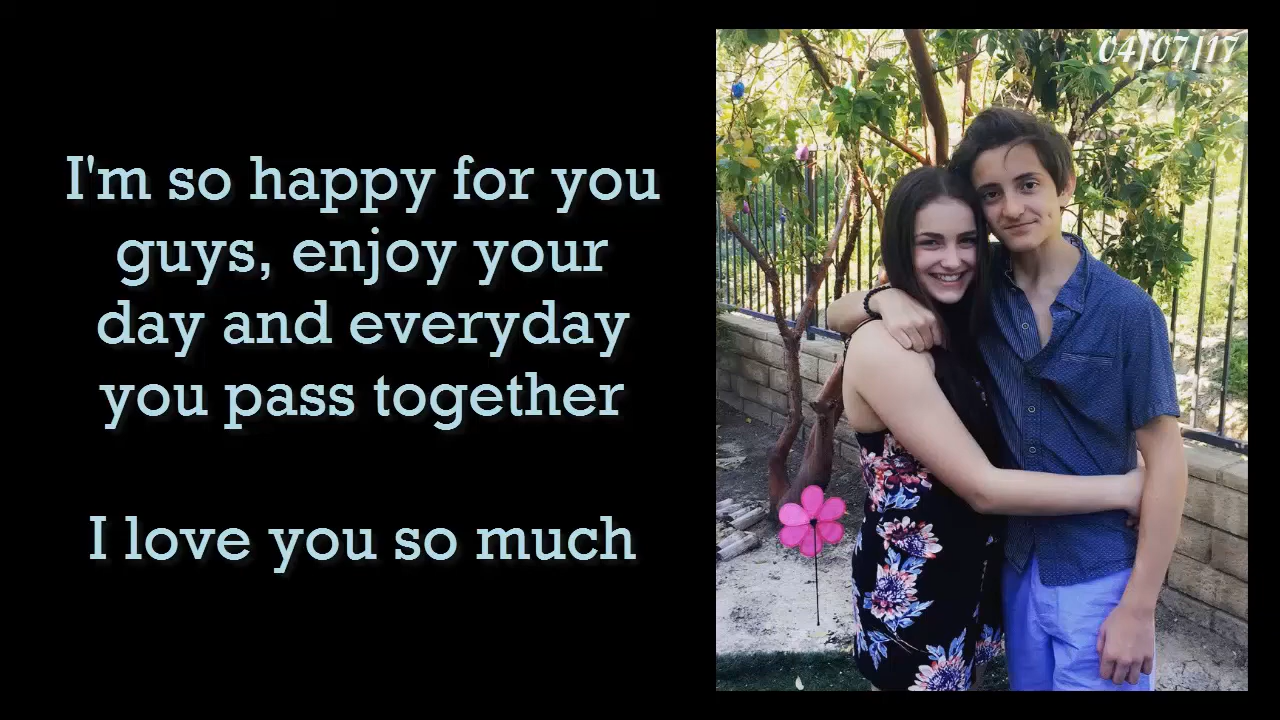 I'm so happy for you
guys, enjoy your
day and everyday
you pass together
I love you so much
04/07/17